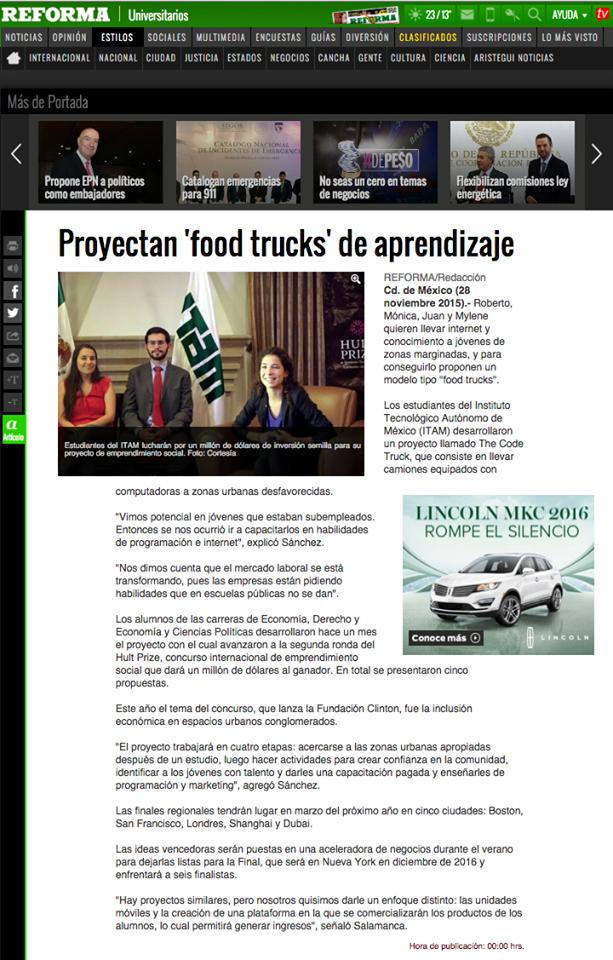 REFORMA Universitarios
REFORMA
23 / 13°
AYUDA
tv
NOTICIAS OPINIÓN ESTILOS SOCIALES MULTIMEDIA ENCUESTAS GUÍAS DIVERSIÓN CLASIFICADOS SUSCRIPCIONES LO MÁS VISTO
INTERNACIONAL NACIONAL CIUDAD JUSTICIA ESTADOS NEGOCIOS CANCHA GENTE CULTURA CIENCIA ARISTEGUI NOTICIAS
Más de Portada
Propone EPN a políticos
como embajadores
SEGOB
CATÁLOGO NACIONAL
DE INCIDENTES DE EMERGENCIA
Catalogan emergencias
para 911
DEPESO
No seas un cero en temas
de negocios
Flexibilizan comisiones ley
energética
Proyectan 'food trucks' de aprendizaje
ITAM
HULT
PRIZE
Estudiantes del ITAM lucharán por un millón de dólares de inversión semilla para su
proyecto de emprendimiento social. Foto: Cortesía
REFORMA/Redacción
Cd. de México (28
noviembre 2015).- Roberto,
Mónica, Juan y Mylene
quieren llevar internet y
conocimiento a jóvenes de
zonas marginadas, y para
conseguirlo proponen un
modelo tipo "food trucks".
Los estudiantes del Instituto
Tecnológico Autónomo de
México (ITAM) desarrollaron
un proyecto llamado The Code
Truck, que consiste en llevar
camiones equipados con
computadoras a zonas urbanas desfavorecidas.
"Vimos potencial en jóvenes que estaban subempleados.
Entonces se nos ocurrió ir a capacitarlos en habilidades
de programación e internet", explicó Sánchez.
"Nos dimos cuenta que el mercado laboral se está
transformando, pues las empresas están pidiendo
habilidades que en escuelas públicas no se dan".
Los alumnos de las carreras de Economía, Derecho y
Economía y Ciencias Políticas desarrollaron hace un mes
el proyecto con el cual avanzaron a la segunda ronda del
Hult Prize, concurso internacional de emprendimiento
social que dará un millón de dólares al ganador. En total se presentaron cinco
propuestas.
Este año el tema del concurso, que lanza la Fundación Clinton, fue la inclusión
económica en espacios urbanos conglomerados.
"El proyecto trabajará en cuatro etapas: acercarse a las zonas urbanas apropiadas
después de un estudio, luego hacer actividades para crear confianza en la comunidad,
identificar a los jóvenes con talento y darles una capacitación pagada y enseñarles de
programación y marketing", agregó Sánchez.
Las finales regionales tendrán lugar en marzo del próximo año en cinco ciudades: Boston,
San Francisco, Londres, Shanghai y Dubai.
Las ideas vencedoras serán puestas en una aceleradora de negocios durante el verano
para dejarlas listas para la Final, que será en Nueva York en diciembre de 2016 y
enfrentará a seis finalistas.
"Hay proyectos similares, pero nosotros quisimos darle un enfoque distinto: las unidades
móviles y la creación de una plataforma en la que se comercializarán los productos de los
alumnos, lo cual permitirá generar ingresos", señaló Salamanca.
Hora de publicación: 00:00 hrs.
LINCOLN MKC 2016
ROMPE EL SILENCIO
Conoce más
LINCOLN
+T
-T
a
Artículo